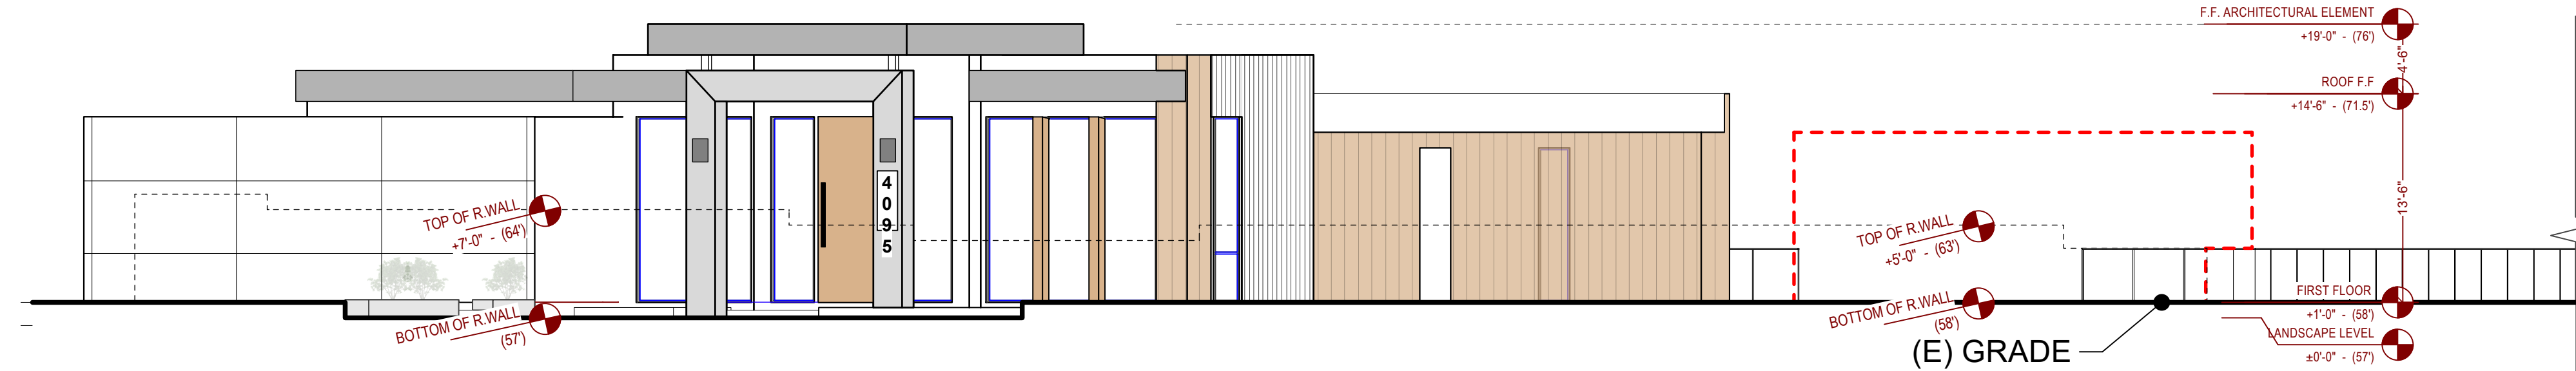 F.F. ARCHITECTURAL ELEMENT
+19'-0" - (76')
4'-6"
ROOF F.F
+14'-6" - (71.5')
13'-6"
4
0
9
5
TOP OF R.WALL
+7'-0" - (64')
TOP OF R.WALL
+5'-0" - (63')
BOTTOM OF R.WALL
(57')
BOTTOM OF R.WALL
(58')
FIRST FLOOR
+1'-0" - (58')
LANDSCAPE LEVEL
±0'-0" - (57')
(E) GRADE